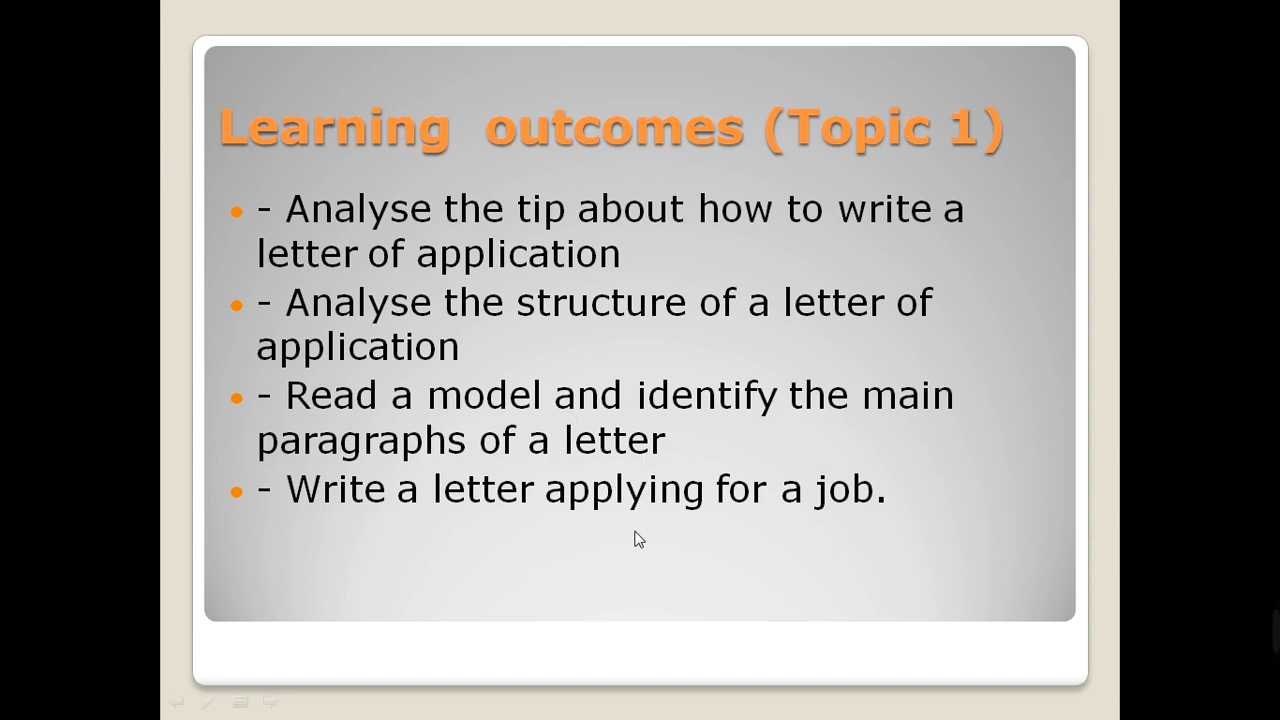 Learning outcomes (Topic 1)
- Analyse the tip about how to write a
letter of application
- Analyse the structure of a letter of
application
- Read a model and identify the main
paragraphs of a letter
- Write a letter applying for a job.